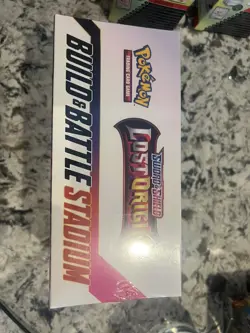 POKÉMON
TRADING CARD GAME
SWORD & SHIELD
LOST ORIGIN
BUILD & BATTLE STADIUM